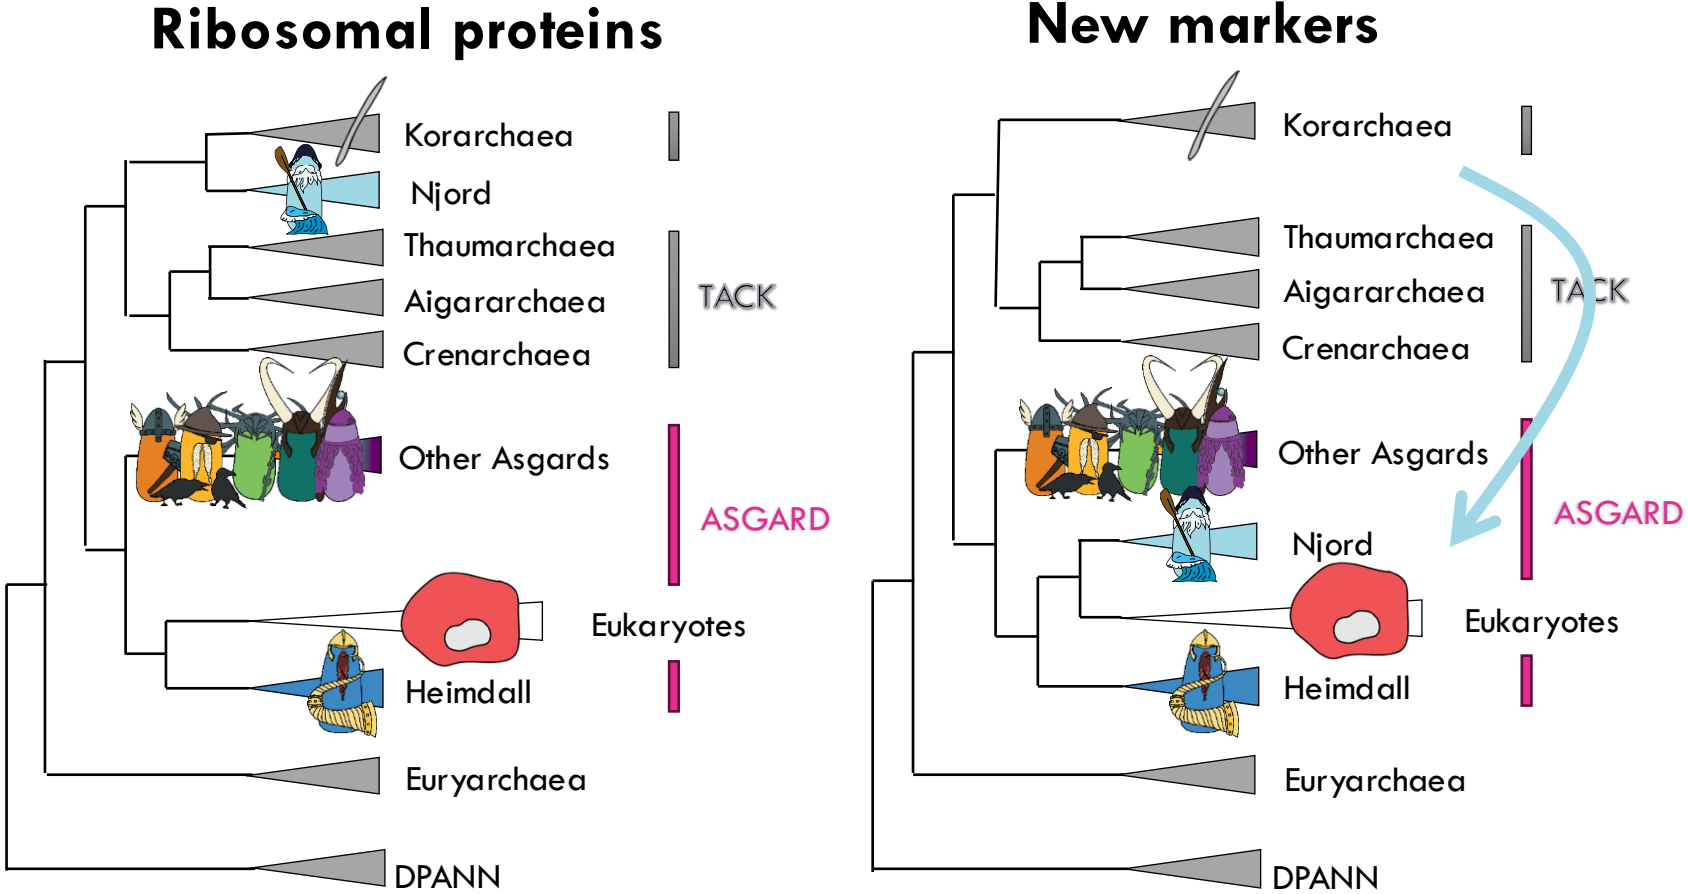 Ribosomal proteins
Korarchaea
Njord
Thaumarchaea
Aigararchaea
TACK
Crenarchaea
Other Asgards
ASGARD
Eukaryotes
Heimdall
Euryarchaea
DPANN
New markers
Korarchaea
Thaumarchaea
Aigararchaea
TACK
Crenarchaea
Other Asgards
ASGARD
Njord
Eukaryotes
Heimdall
Euryarchaea
DPANN